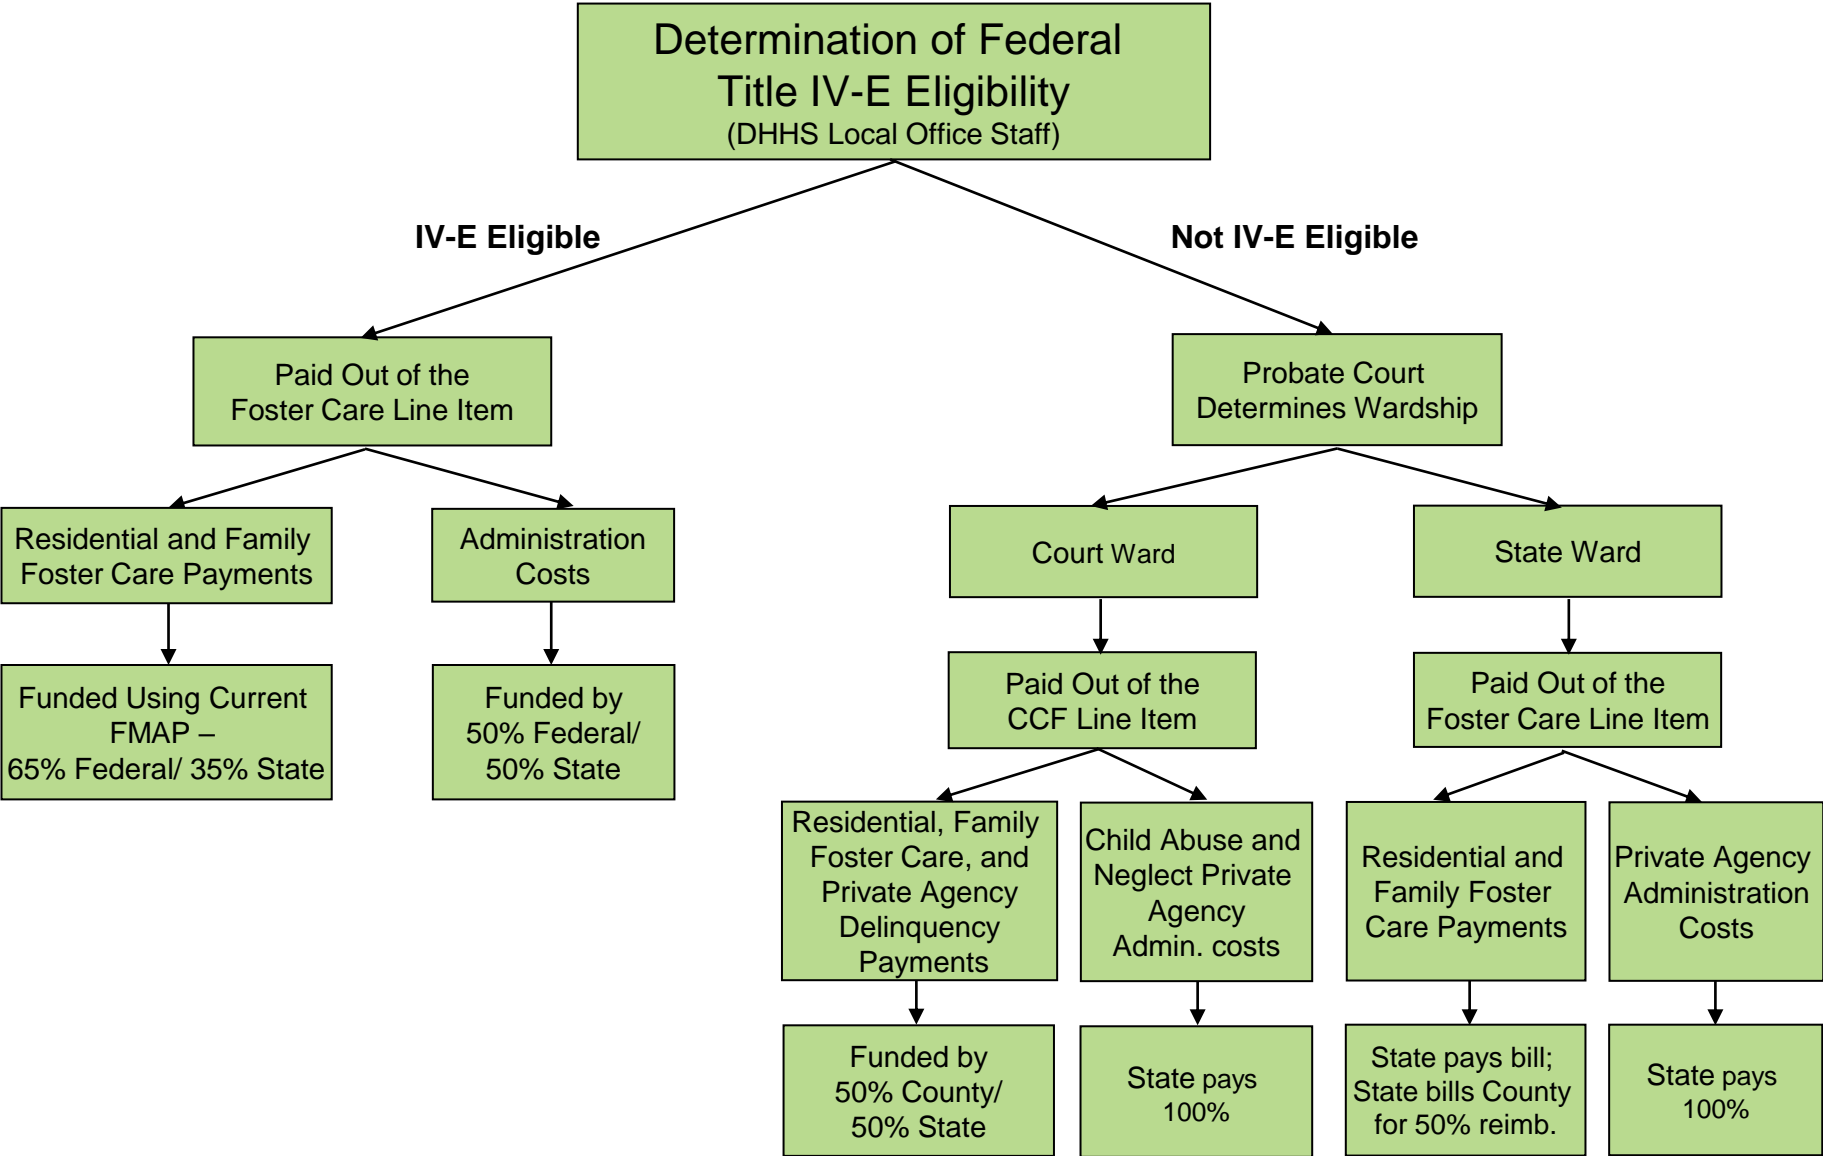 Determination of Federal
Title IV-E Eligibility
(DHHS Local Office Staff)
IV-E Eligible
Not IV-E Eligible
Paid Out of the
Foster Care Line Item
Probate Court
Determines Wardship
Residential and Family
Foster Care Payments
Administration
Costs
Court Ward
State Ward
Funded Using Current
FMAP –
65% Federal/ 35% State
Funded by
50% Federal/
50% State
Paid Out of the
CCF Line Item
Paid Out of the
Foster Care Line Item
Residential, Family
Foster Care, and
Private Agency
Delinquency
Payments
Child Abuse and
Neglect Private
Agency
Admin. costs
Residential and
Family Foster
Care Payments
Private Agency
Administration
Costs
Funded by
50% County/
50% State
State pays
100%
State pays bill;
State bills County
for 50% reimb.
State pays
100%